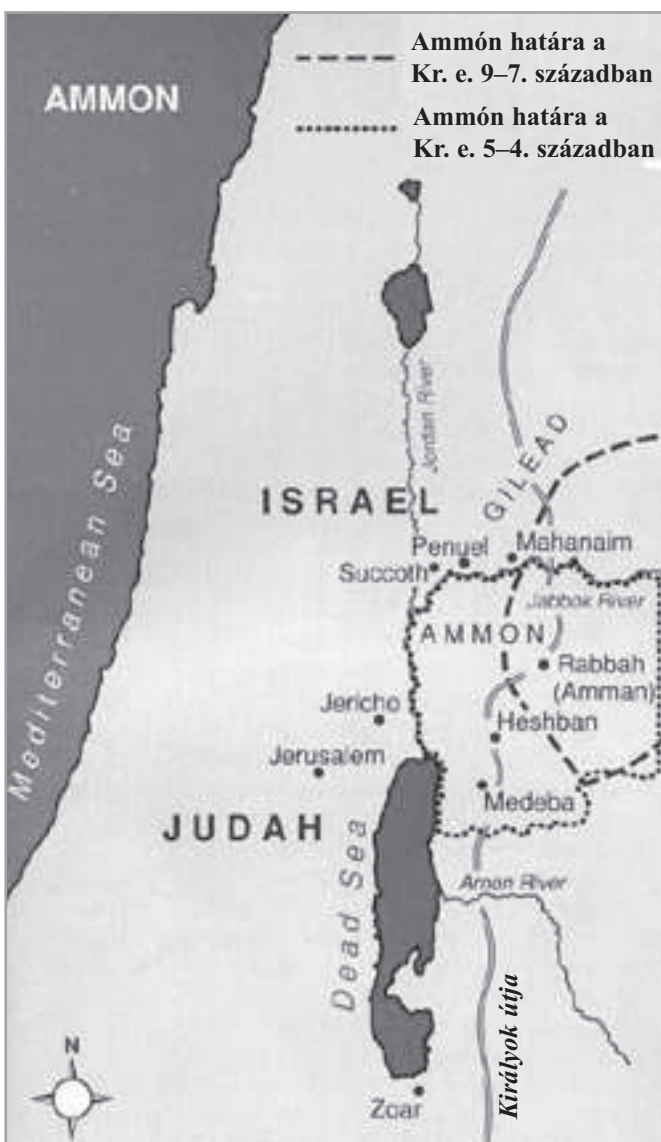 AMMON
Ammón határa a
Kr. e. 9–7. században
Ammón határa a
Kr. e. 5–4. században
Mediterranean Sea
Jordan River
ISRAEL
GILEAD
Penuel
Mahanaim
Succoth
Jabbok River
AMMON
Rabbah
(Amman)
Jericho
Heshban
Jerusalem
Medeba
JUDAH
Dead Sea
Arnon River
Királyok útja
N
Zoar